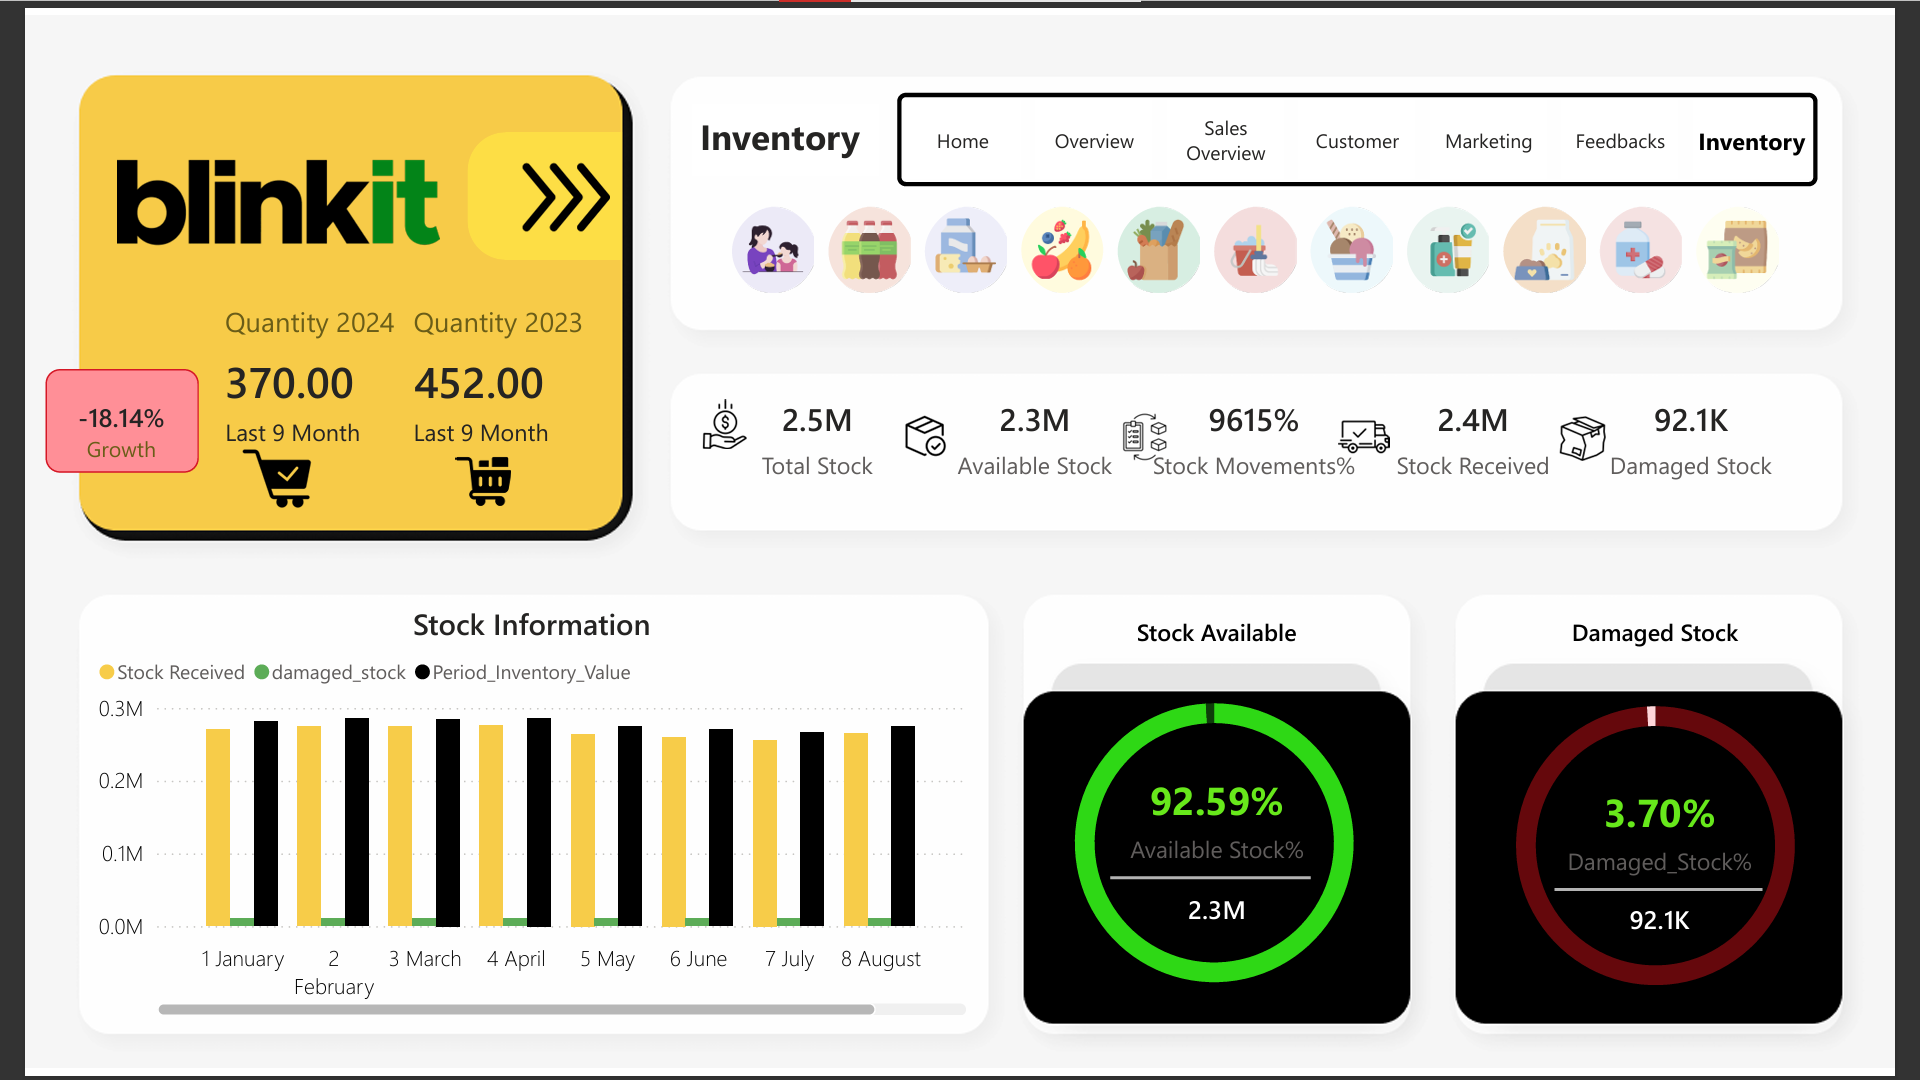 blinkit
Quantity 2024
Quantity 2023
370.00
452.00
Last 9 Month
Last 9 Month
-18.14%
Growth
Inventory
Home
Overview
Sales
Overview
Customer
Marketing
Feedbacks
Inventory
2.5M
Total Stock
2.3M
Available Stock
9615%
Stock Movements%
2.4M
Stock Received
92.1K
Damaged Stock
Stock Information
Stock Received
damaged_stock
Period_Inventory_Value
0.3M
0.2M
0.1M
0.0M
1 January
2
February
3 March
4 April
5 May
6 June
7 July
8 August
Stock Available
92.59%
Available Stock%
2.3M
Damaged Stock
3.70%
Damaged_Stock%
92.1K